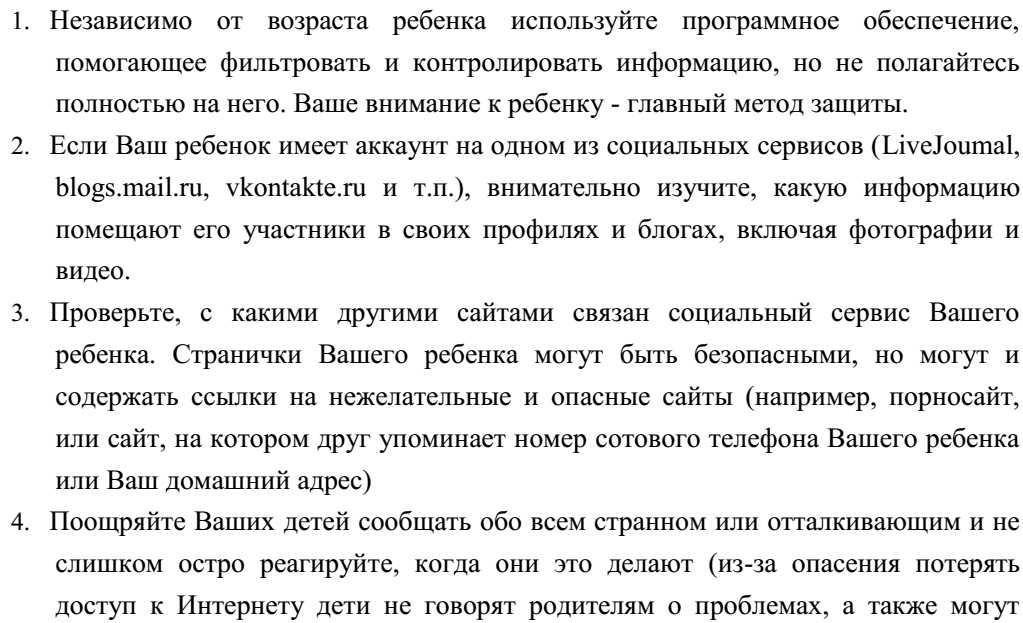 1. Независимо от возраста ребенка используйте программное обеспечение,
помогающее фильтровать и контролировать информацию, но не полагайтесь
полностью на него. Ваше внимание к ребенку - главный метод защиты.
2. Если Ваш ребенок имеет аккаунт на одном из социальных сервисов (LiveJoumal,
blogs.mail.ru, vkontakte.ru и т.п.), внимательно изучите, какую информацию
помещают его участники в своих профилях и блогах, включая фотографии и
видео.
3. Проверьте, с какими другими сайтами связан социальный сервис Вашего
ребенка. Странички Вашего ребенка могут быть безопасными, но могут и
содержать ссылки на нежелательные и опасные сайты (например, порносайт,
или сайт, на котором друг упоминает номер сотового телефона Вашего ребенка
или Ваш домашний адрес)
4. Поощряйте Ваших детей сообщать обо всем странном или отталкивающим и не
слишком остро реагируйте, когда они это делают (из-за опасения потерять
доступ к Интернету дети не говорят родителям о проблемах, а также могут